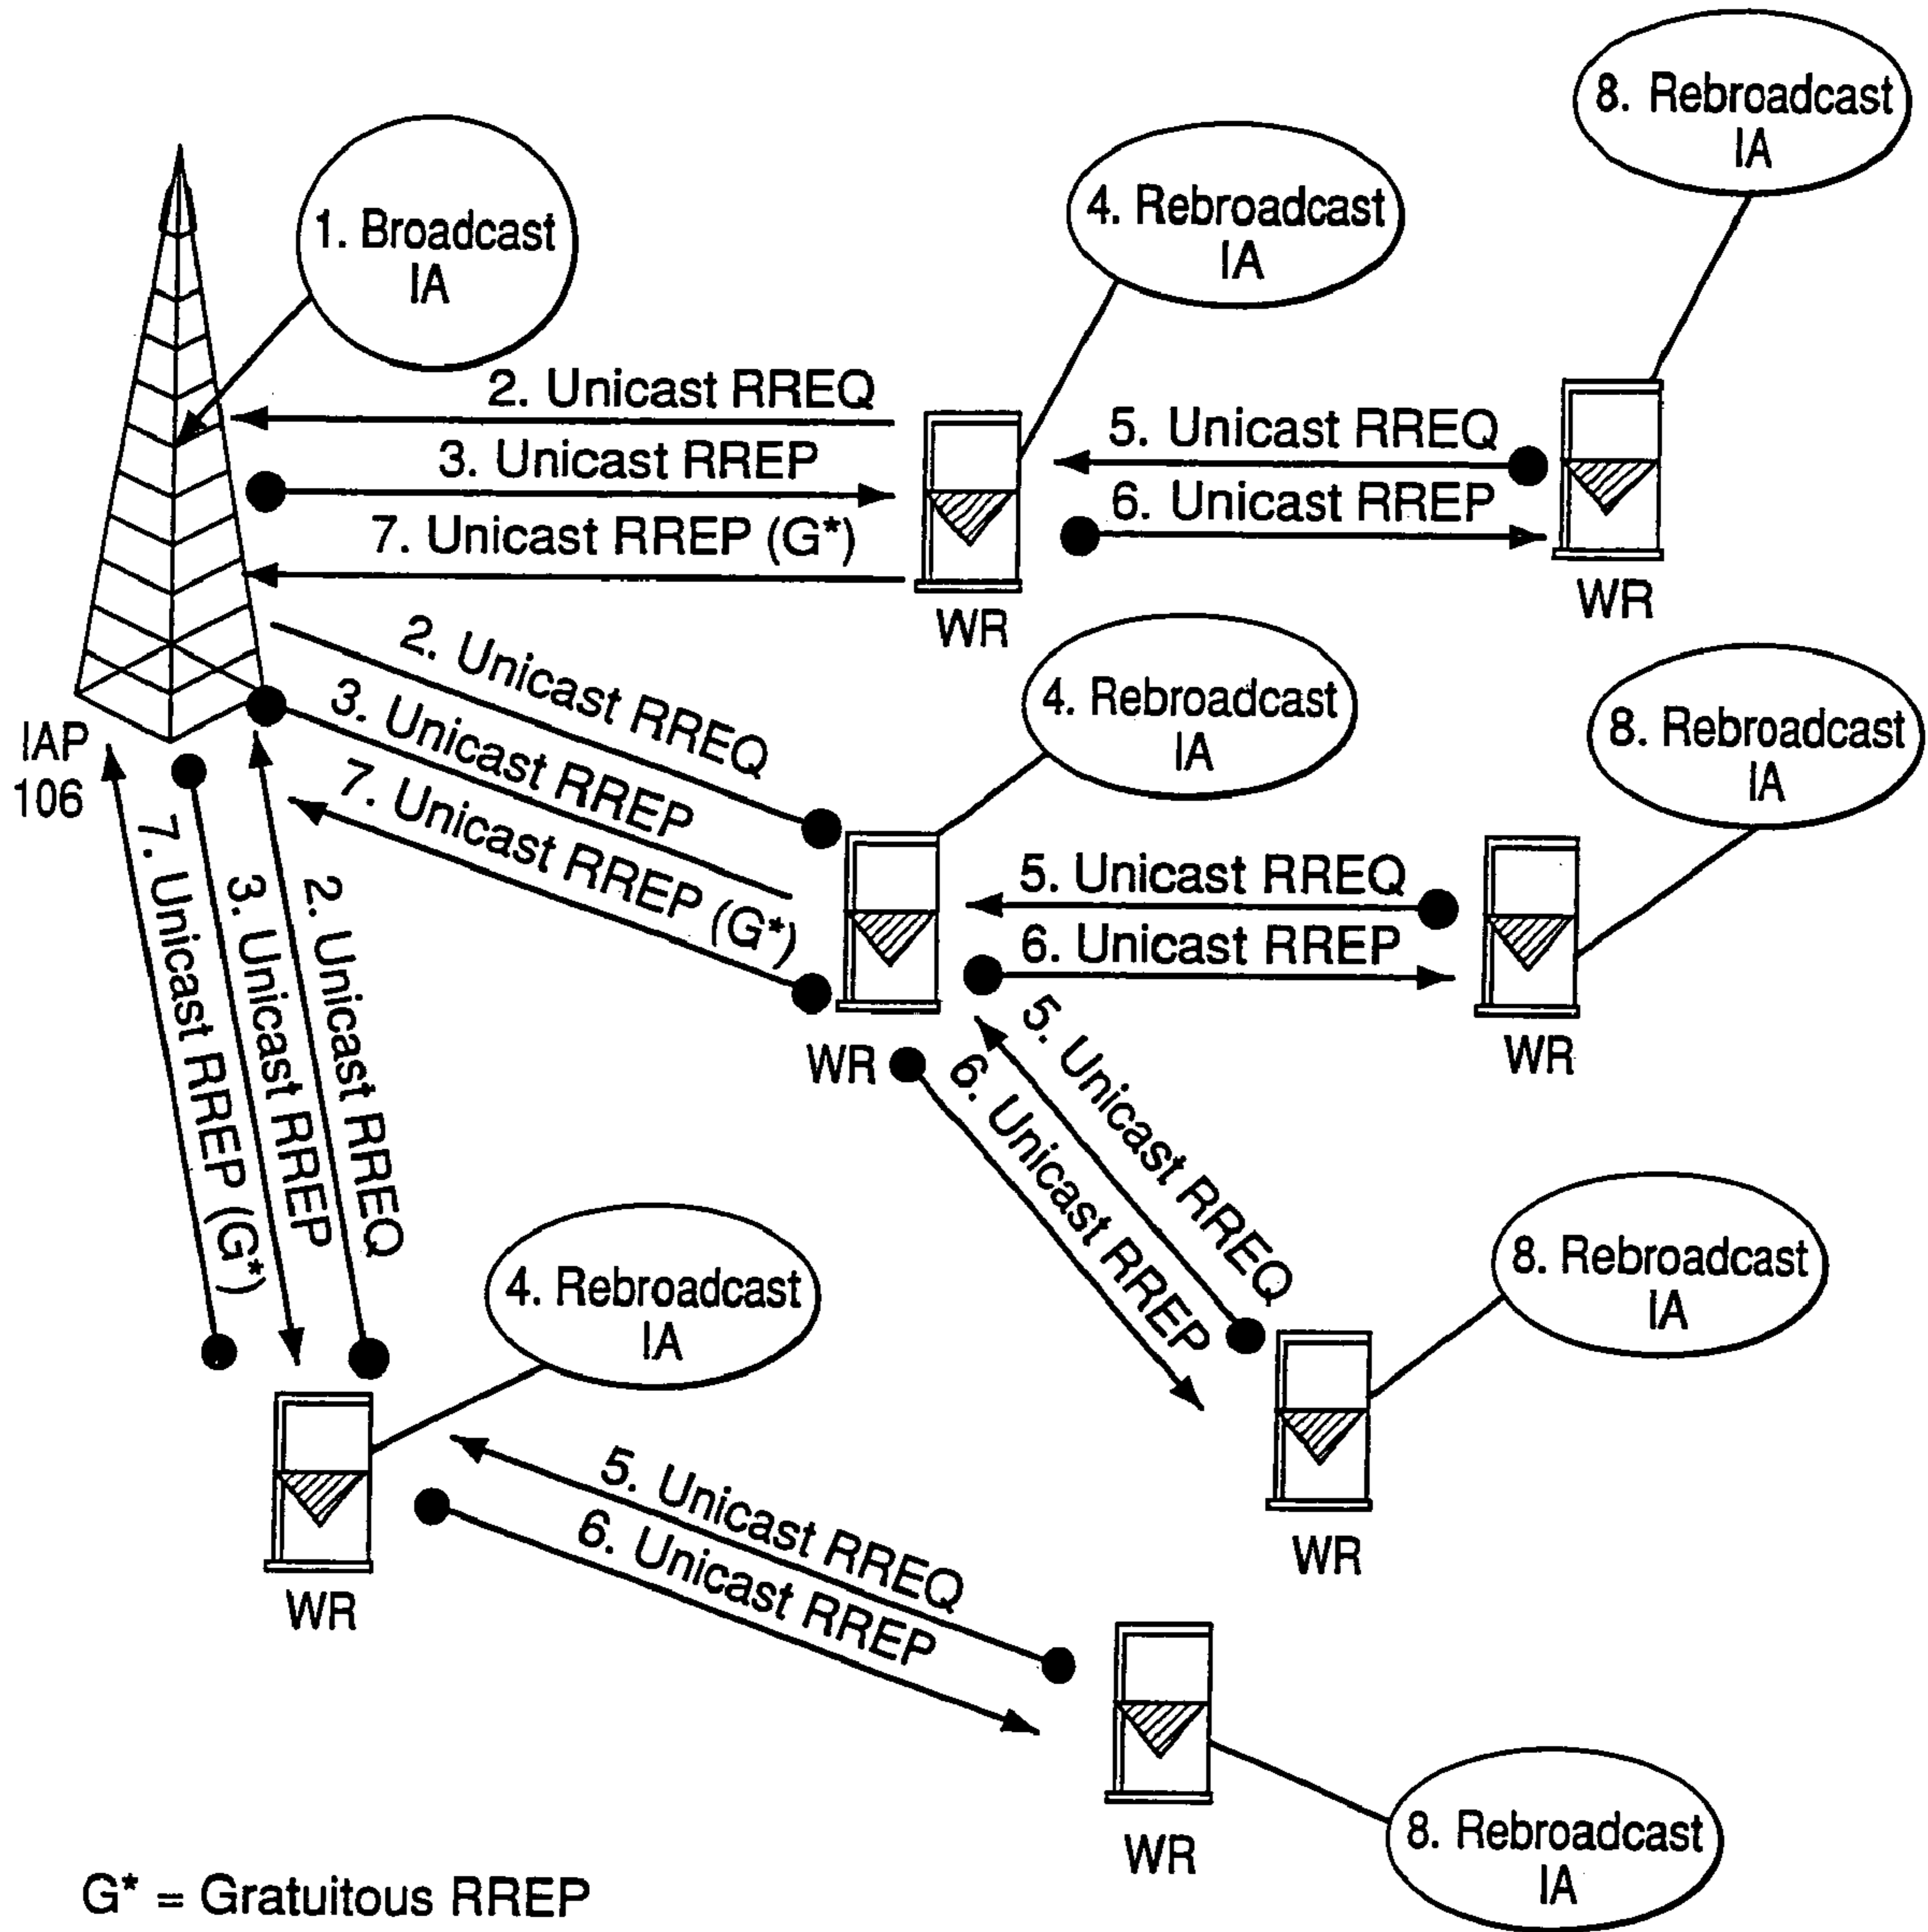 8. Rebroadcast
IA
1. Broadcast
IA
4. Rebroadcast
IA
2. Unicast RREQ
3. Unicast RREP
7. Unicast RREP (G*)
5. Unicast RREQ
6. Unicast RREP
WR
WR
2. Unicast RREQ
3. Unicast RREP
7. Unicast RREP (G*)
4. Rebroadcast
IA
8. Rebroadcast
IA
IAP
106
5. Unicast RREQ
6. Unicast RREP
WR
WR
7. Unicast RREP (G*)
3. Unicast RREP
2. Unicast RREQ
5. Unicast RREQ
6. Unicast RREP
4. Rebroadcast
IA
8. Rebroadcast
IA
WR
WR
5. Unicast RREQ
6. Unicast RREP
WR
8. Rebroadcast
IA
G* = Gratuitous RREP